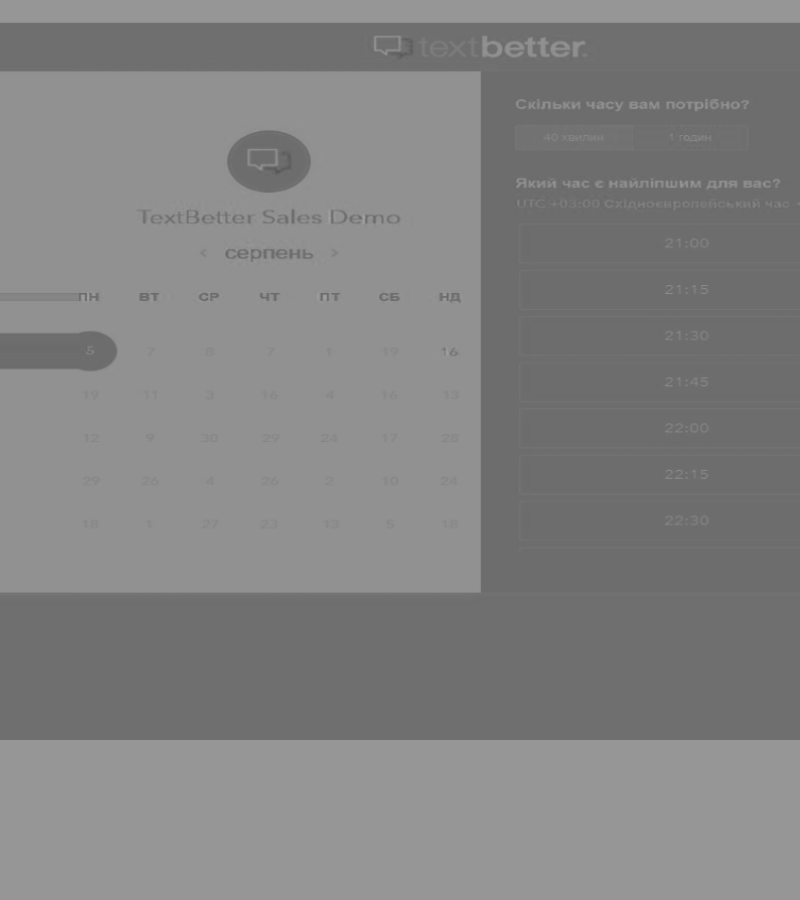 textbetter.
TextBetter Sales Demo
< серпень >
ПН ВТ СР ЧТ ПТ СБ НД
5 7 7 1 19 16
19 11 3 16 4 16 13
12 9 30 29 24 17 28
29 26 4 26 2 10 24
18 1 27 23 13 5 18
Скільки часу вам потрібно?
40 хвилин 1 годин
Який час є найліпшим для вас?
UTC +03:00 Східноєвропейський час
21:00
21:15
21:30
21:45
22:00
22:15
22:30